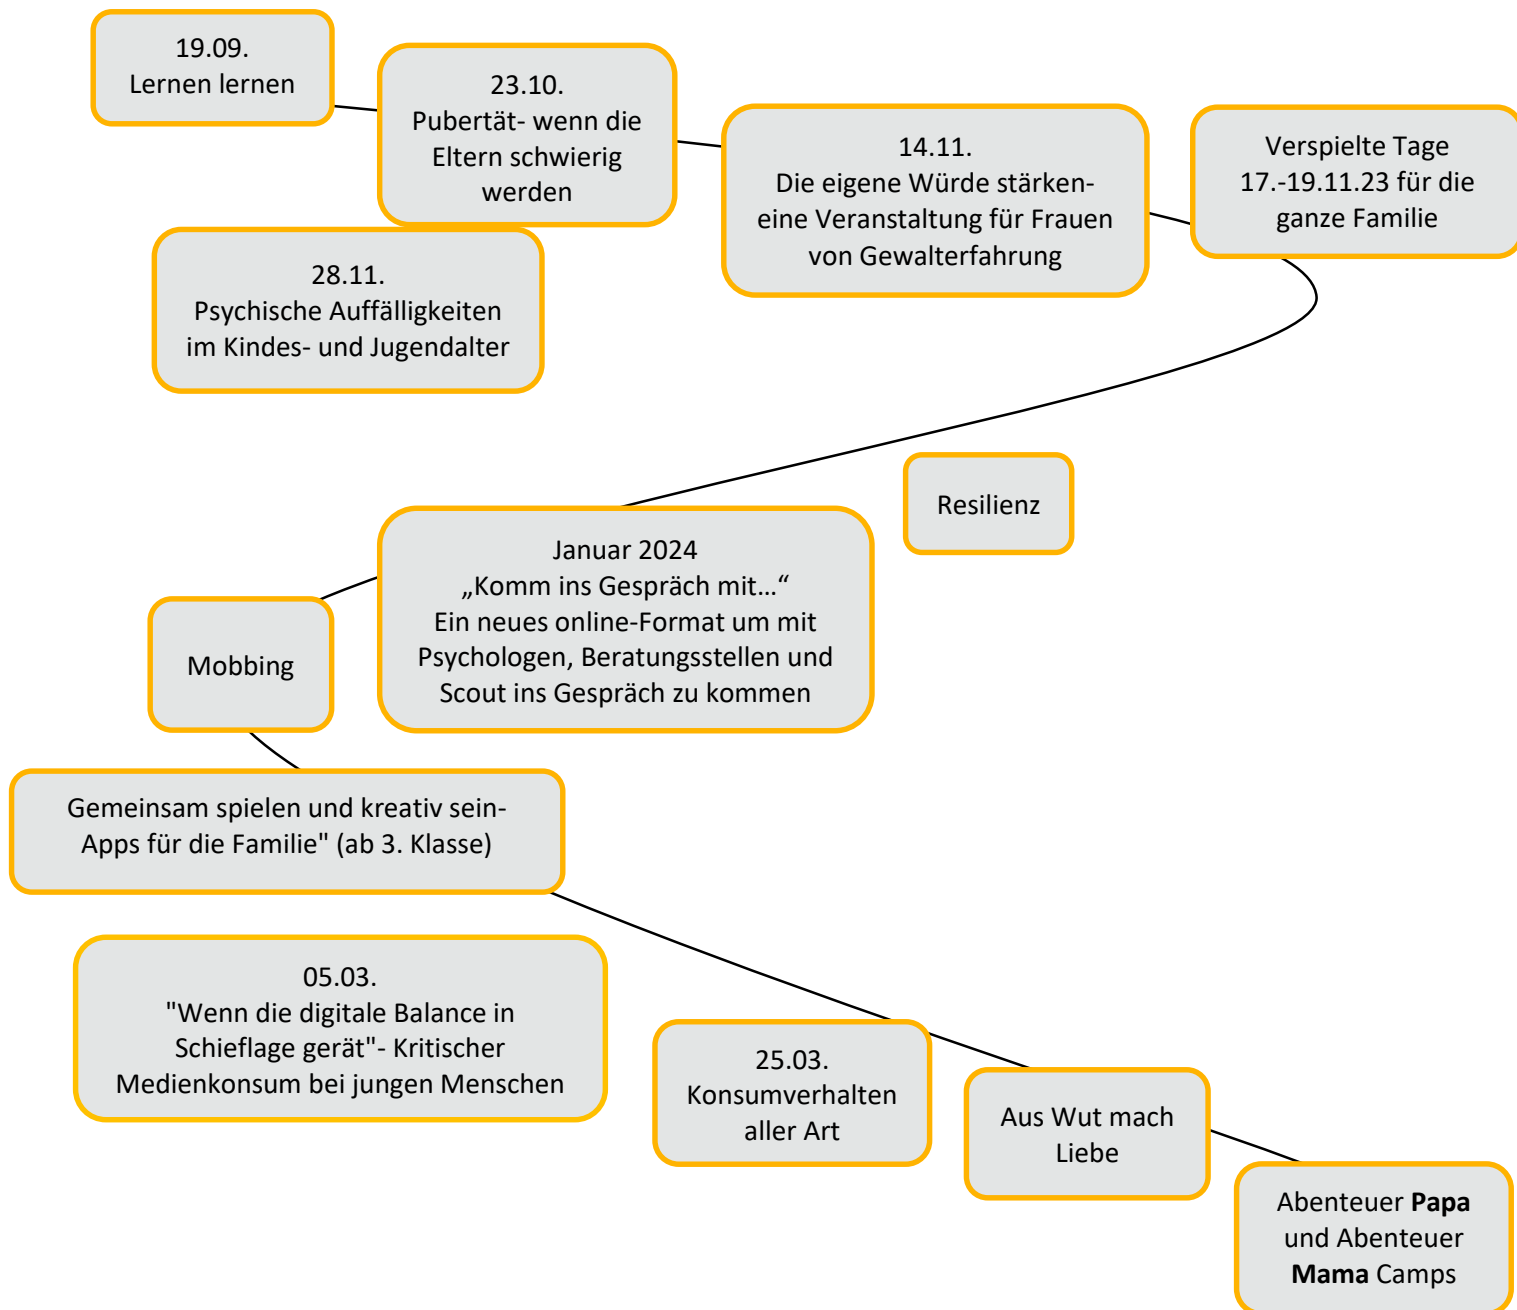 19.09.
Lernen lernen
23.10.
Pubertät- wenn die
Eltern schwierig
werden
14.11.
Die eigene Würde stärken-
eine Veranstaltung für Frauen
von Gewalterfahrung
Verspielte Tage
17.-19.11.23 für die
ganze Familie
28.11.
Psychische Auffälligkeiten
im Kindes- und Jugendalter
Resilienz
Januar 2024
„Komm ins Gespräch mit…“
Ein neues online-Format um mit
Psychologen, Beratungsstellen und
Scout ins Gespräch zu kommen
Mobbing
Gemeinsam spielen und kreativ sein-
Apps für die Familie" (ab 3. Klasse)
05.03.
"Wenn die digitale Balance in
Schieflage gerät"- Kritischer
Medienkonsum bei jungen Menschen
25.03.
Konsumverhalten
aller Art
Aus Wut mach
Liebe
Abenteuer Papa
und Abenteuer
Mama Camps